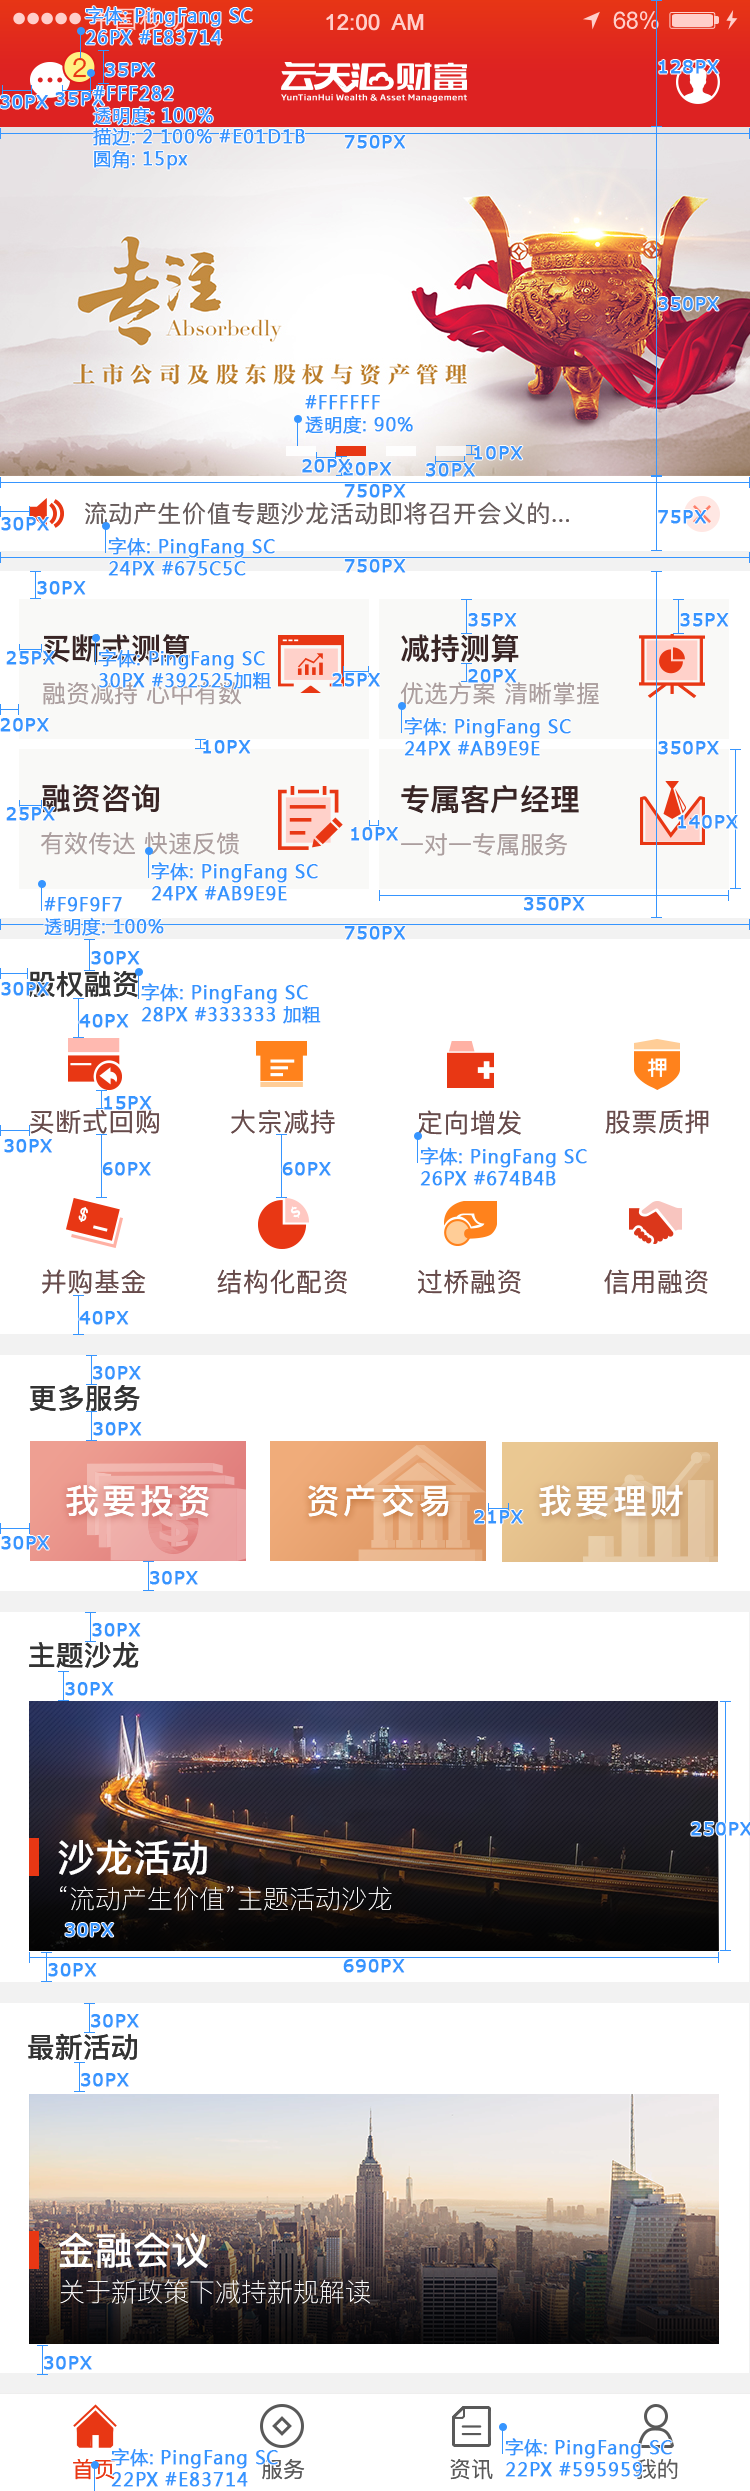 字体: PingFang SC
26PX #E83714
12:00 AM
68%
2
35PX
30PX
35PX
#FFF282
透明度: 100%
描边: 2 100% #E01D1B
圆角: 15px
云天汇财富
YunTianHui Wealth & Asset Management
128PX
750PX
专注
Absorbedly
上市公司及股东股权与资产管理
350PX
#FFFFFF
透明度: 90%
10PX
20PX
20PX
30PX
750PX
流动产生价值专题沙龙活动即将召开会义的...
30PX
75PX
字体: PingFang SC
24PX #675C5C
750PX
30PX
35PX
35PX
买断式测算
减持测算
25PX
字体: PingFang SC
30PX #392525加粗
25PX
20PX
融资减持 心中有数
优选方案 清晰掌握
20PX
字体: PingFang SC
24PX #AB9E9E
10PX
350PX
融资咨询
专属客户经理
25PX
10PX
140PX
有效传达 快速反馈
一对一专属服务
字体: PingFang SC
24PX #AB9E9E
#F9F9F7
透明度: 100%
350PX
750PX
30PX
股权融资
30PX
字体: PingFang SC
28PX #333333 加粗
40PX
押
15PX
买断式回购
大宗减持
定向增发
股票质押
30PX
字体: PingFang SC
26PX #674B4B
60PX
60PX
$
$
并购基金
结构化配资
过桥融资
信用融资
40PX
30PX
更多服务
30PX
我要投资
资产交易
我要理财
21PX
30PX
30PX
30PX
主题沙龙
30PX
250PX
沙龙活动
“流动产生价值”主题活动沙龙
30PX
690PX
30PX
30PX
最新活动
30PX
金融会议
关于新政策下减持新规解读
30PX
字体: PingFang SC
22PX #E83714
字体: PingFang SC
22PX #595959
首页
服务
资讯
我的